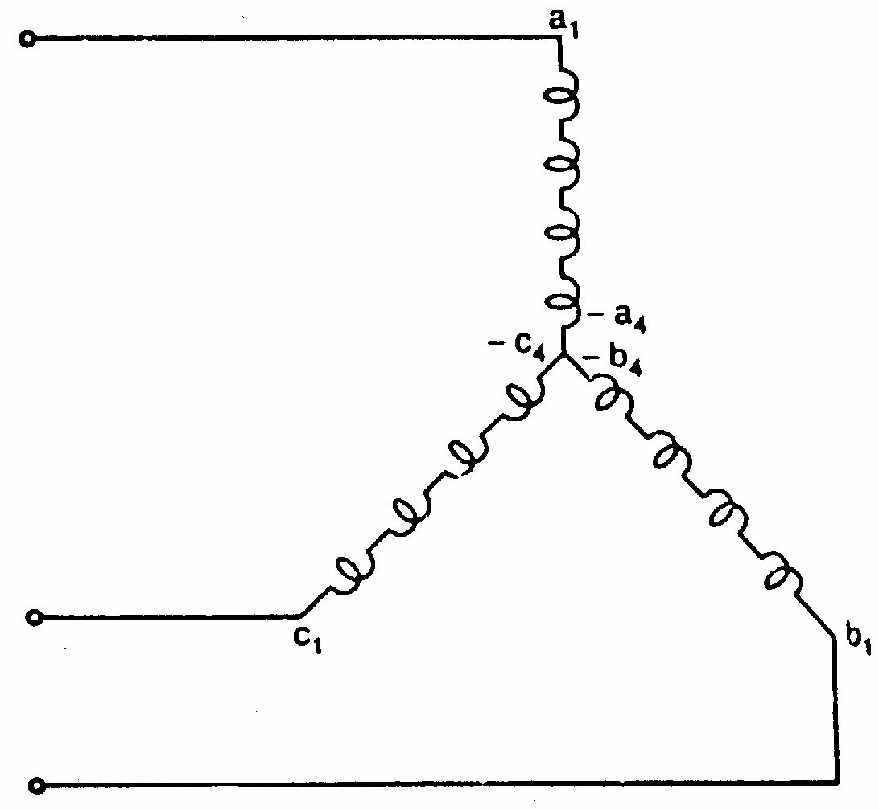 a₁
– a₄
– c₄
– b₄
c₁
b₁